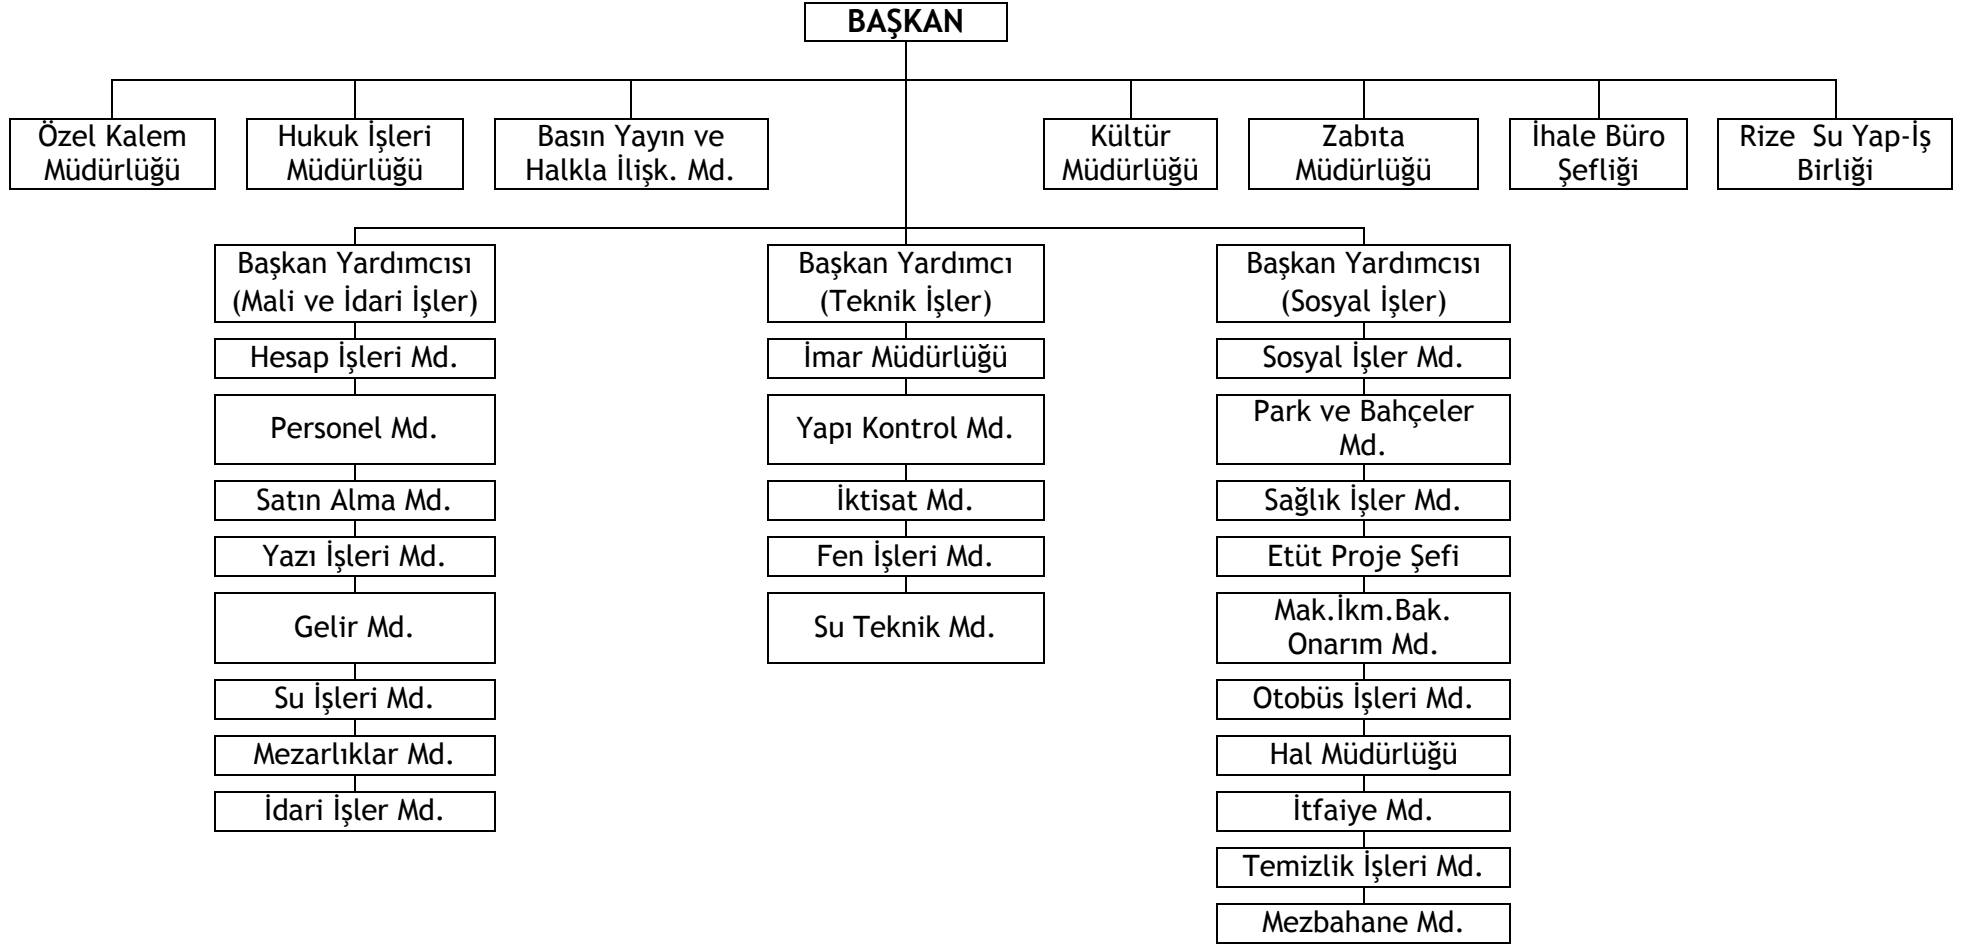 BAŞKAN
Özel Kalem
Müdürlüğü
Hukuk İşleri
Müdürlüğü
Basın Yayın ve
Halkla İlişk. Md.
Kültür
Müdürlüğü
Zabıta
Müdürlüğü
İhale Büro
Şefliği
Rize  Su Yap-İş
Birliği
Başkan Yardımcısı
(Mali ve İdari İşler)
Hesap İşleri Md.
Personel Md.
Satın Alma Md.
Yazı İşleri Md.
Gelir Md.
Su İşleri Md.
Mezarlıklar Md.
İdari İşler Md.
Başkan Yardımcı
(Teknik İşler)
İmar Müdürlüğü
Yapı Kontrol Md.
İktisat Md.
Fen İşleri Md.
Su Teknik Md.
Başkan Yardımcısı
(Sosyal İşler)
Sosyal İşler Md.
Park ve Bahçeler
Md.
Sağlık İşler Md.
Etüt Proje Şefi
Mak.İkm.Bak.
Onarım Md.
Otobüs İşleri Md.
Hal Müdürlüğü
İtfaiye Md.
Temizlik İşleri Md.
Mezbahane Md.